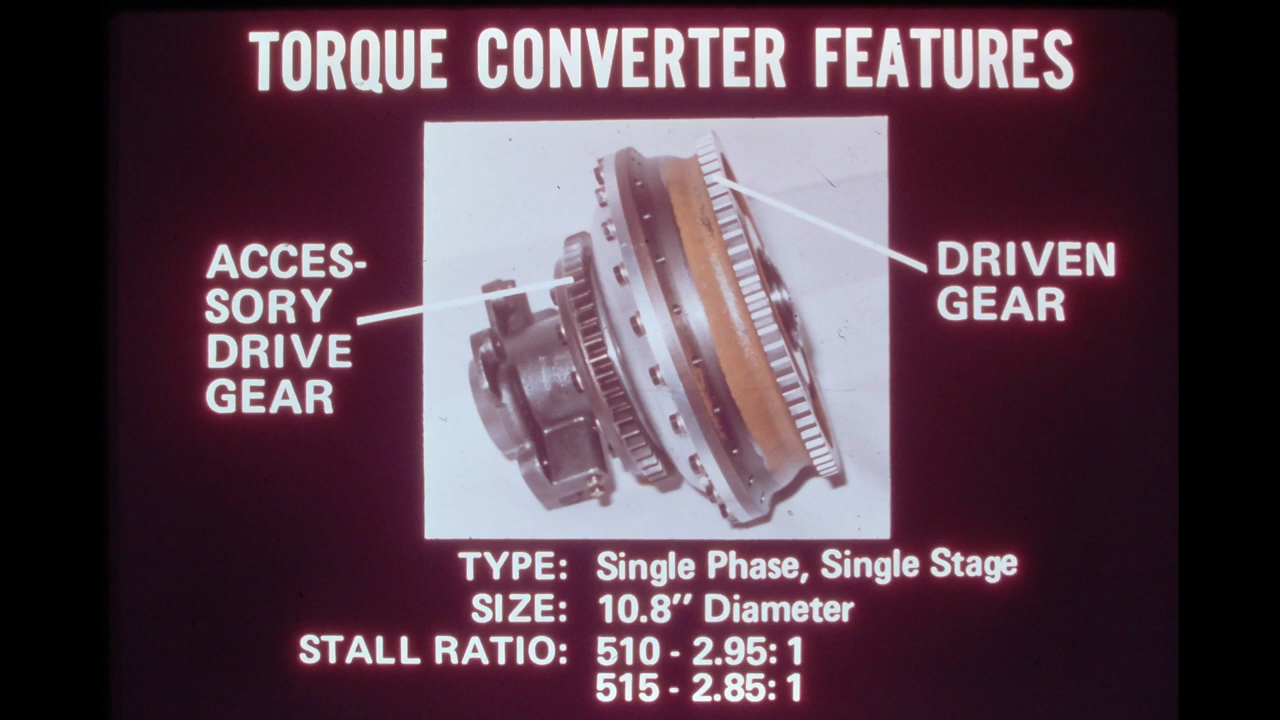 TORQUE CONVERTER FEATURES
ACCES-
SORY
DRIVE
GEAR
DRIVEN
GEAR
TYPE: Single Phase, Single Stage
SIZE: 10.8” Diameter
STALL RATIO: 510 - 2.95:1
515 - 2.85:1